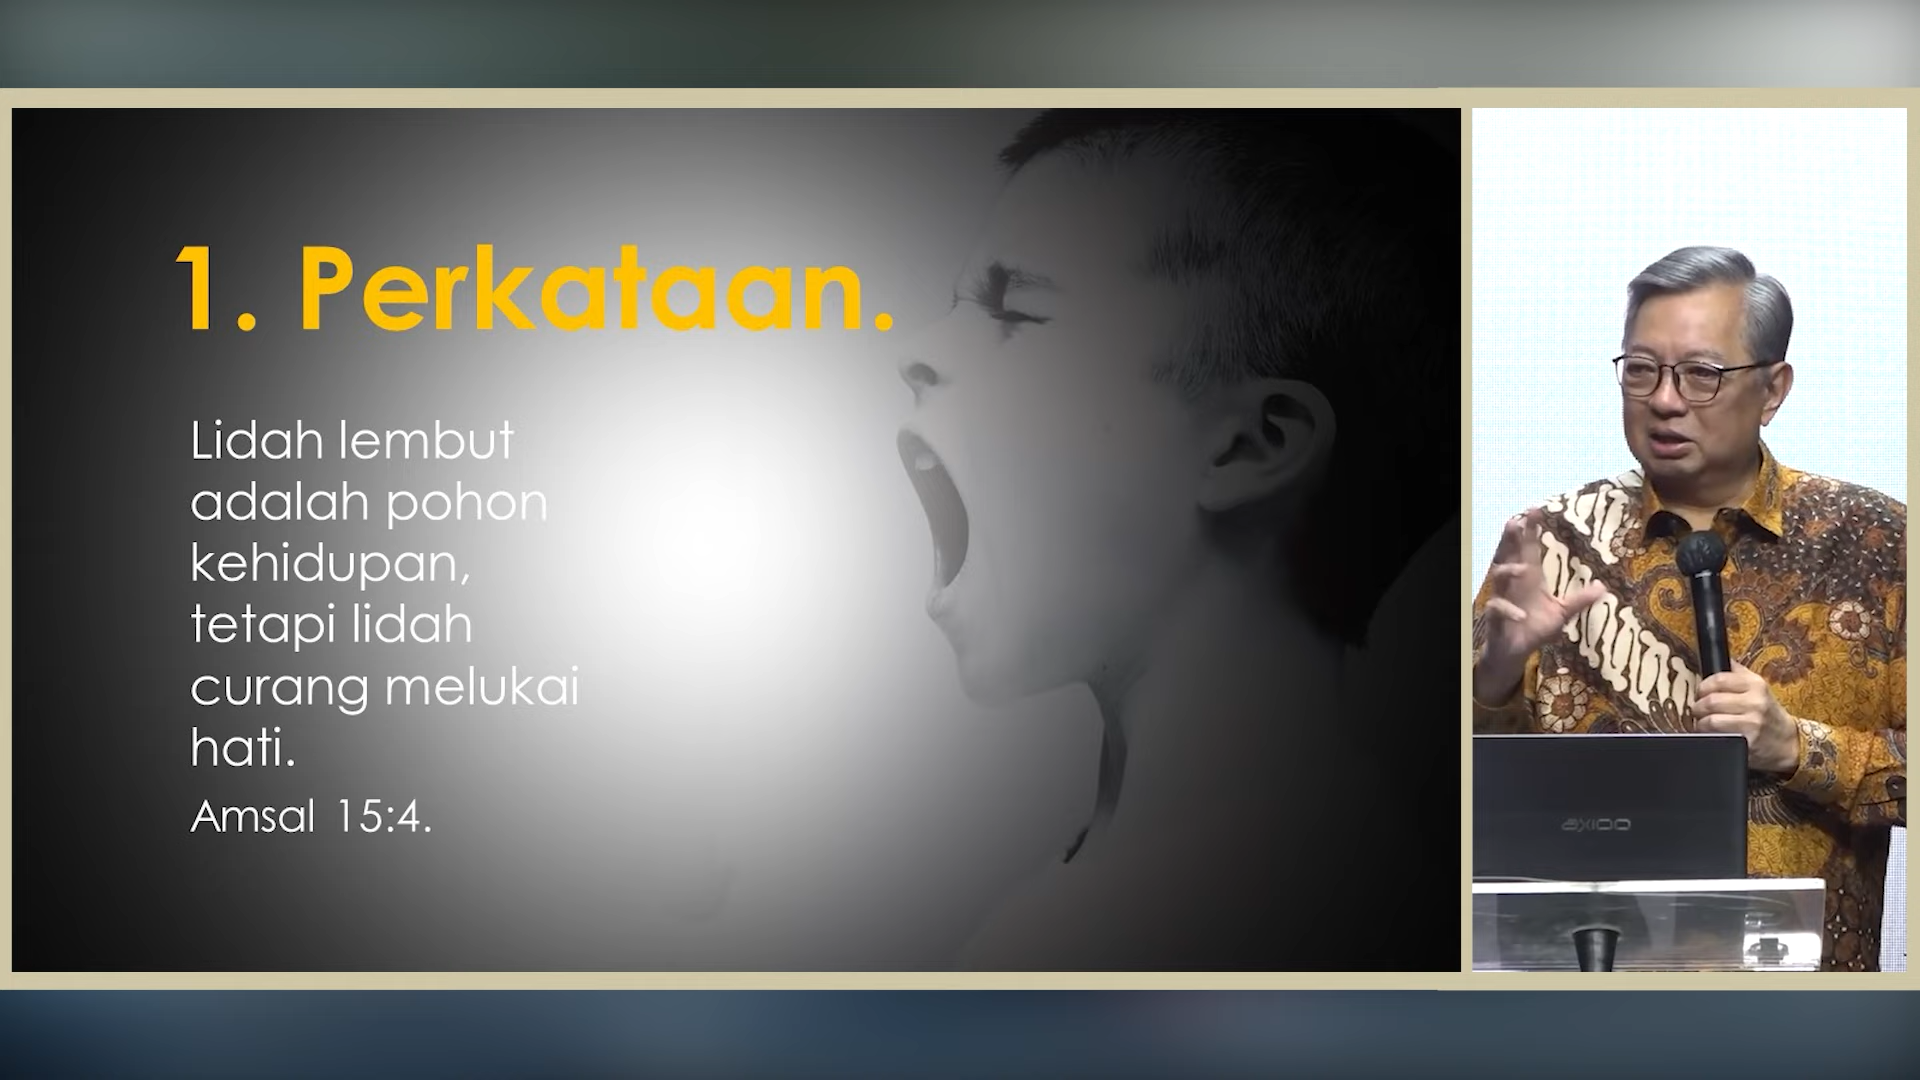 1. Perkataan.
Lidah lembut
adalah pohon
kehidupan,
tetapi lidah
curang melukai
hati.
Amsal 15:4.
AXIOO